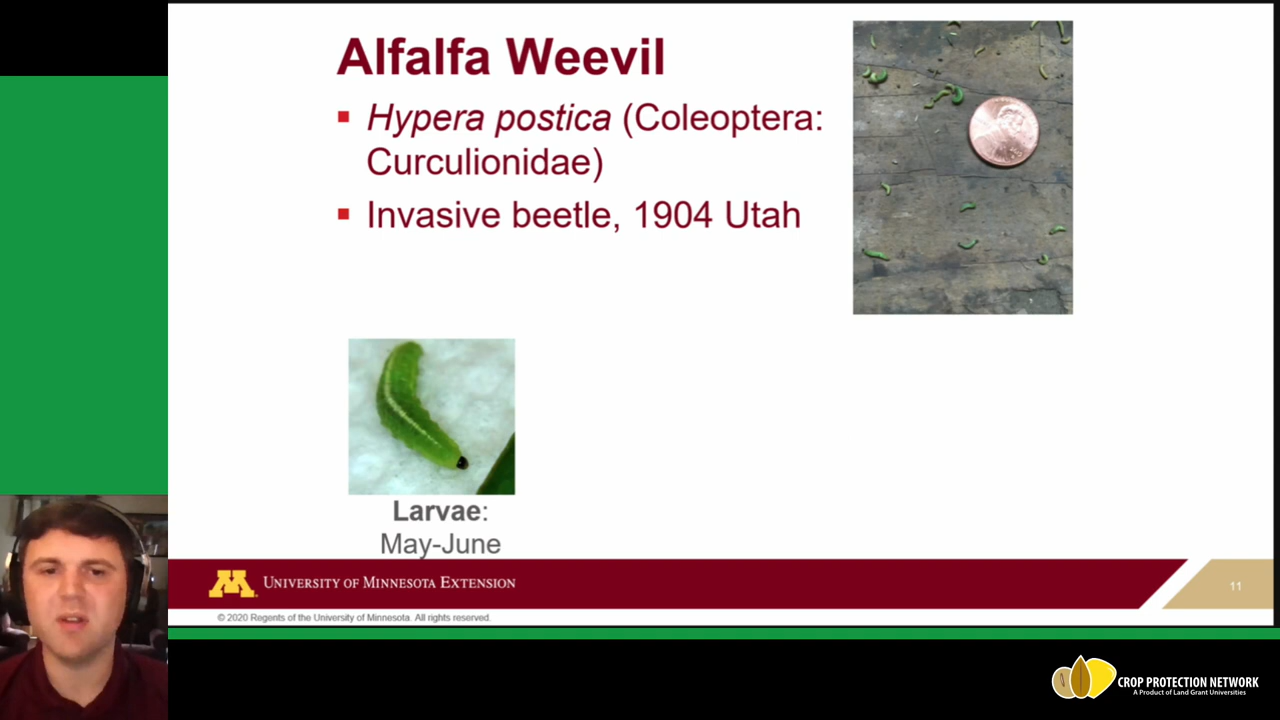 Alfalfa Weevil
▪ Hypera postica (Coleoptera:
Curculionidae)
▪ Invasive beetle, 1904 Utah
Larvae:
May-June
M UNIVERSITY OF MINNESOTA EXTENSION
11
© 2020 Regents of the University of Minnesota. All rights reserved.
CROP PROTECTION NETWORK
A Product of Land Grant Universities